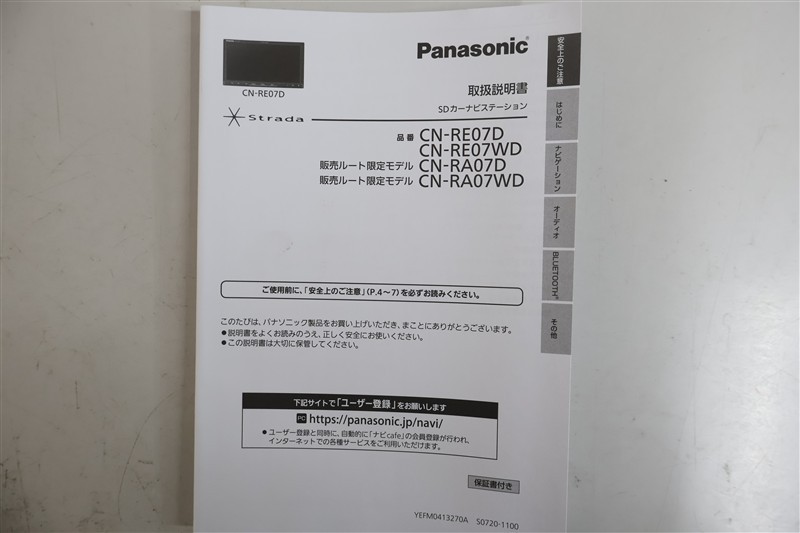 Panasonic®
CN-RE07D
取扱説明書
SDカーナビステーション
Strada
品番 CN-RE07D
CN-RE07WD
販売ルート限定モデル CN-RA07D
販売ルート限定モデル CN-RA07WD
ご使用前に、「安全上のご注意」(P.4～7)を必ずお読みください。
このたびは、パナソニック製品をお買い上げいただき、まことにありがとうございます。
●説明書をよくお読みのうえ、正しく安全にお使いください。
●この説明書は大切に保管してください。
下記サイトで「ユーザー登録」をお願いします
PC https://panasonic.jp/navi/
●ユーザー登録と同時に、自動的に「ナビcafe」の会員登録が行われ、
インターネットでの各種サービスをご利用いただけます。
保証書付き
YEFM0413270A S0720-1100
安全上のご注意
はじめに
ナビゲーション
オーディオ
BLUETOOTH®
その他